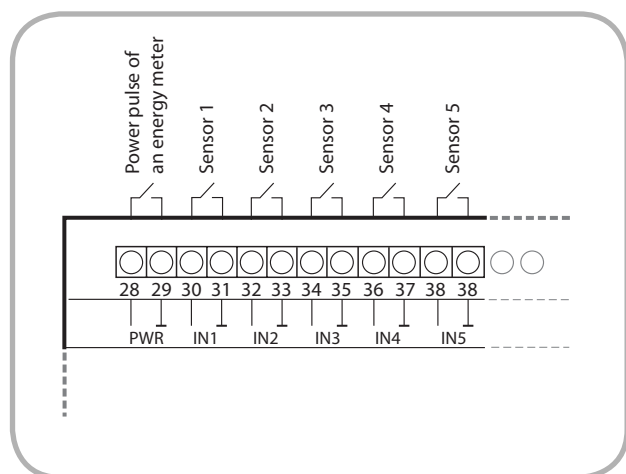 Power pulse of
an energy meter
Sensor 1
Sensor 2
Sensor 3
Sensor 4
Sensor 5
28 29 30 31 32 33 34 35 36 37 38 38
PWR IN1 IN2 IN3 IN4 IN5